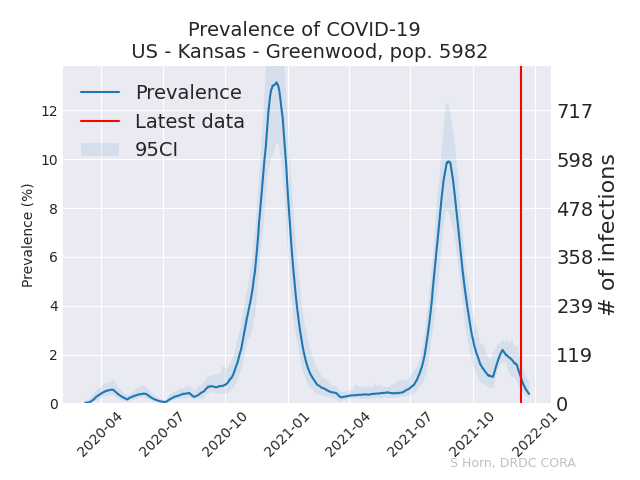 Prevalence of COVID-19
US - Kansas - Greenwood, pop. 5982
Prevalence
Latest data
95CI
Prevalence (%)
12
10
8
6
4
2
0
717
598
478
358
239
119
0
# of infections
2020-04
2020-07
2020-10
2021-01
2021-04
2021-07
2021-10
2022-01
S Horn, DRDC CORA